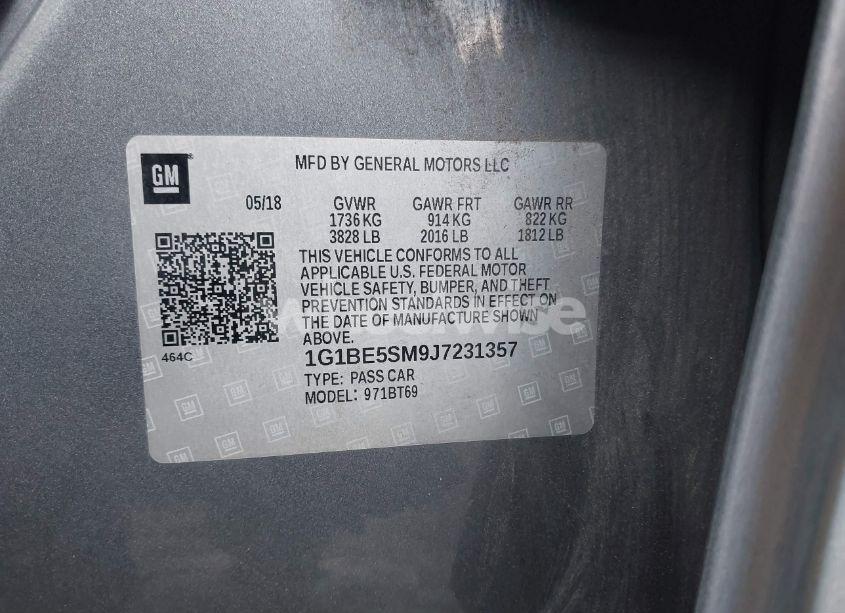 GM
MFD BY GENERAL MOTORS LLC
05/18 GVWR GAWR FRT GAWR RR
1736 KG 914 KG 822 KG
3828 LB 2016 LB 1812 LB
THIS VEHICLE CONFORMS TO ALL
APPLICABLE U.S. FEDERAL MOTOR
VEHICLE SAFETY, BUMPER, AND THEFT
PREVENTION STANDARDS IN EFFECT ON
THE DATE OF MANUFACTURE SHOWN
ABOVE.
464C
1G1BE5SM9J7231357
TYPE: PASS CAR
MODEL: 971BT69